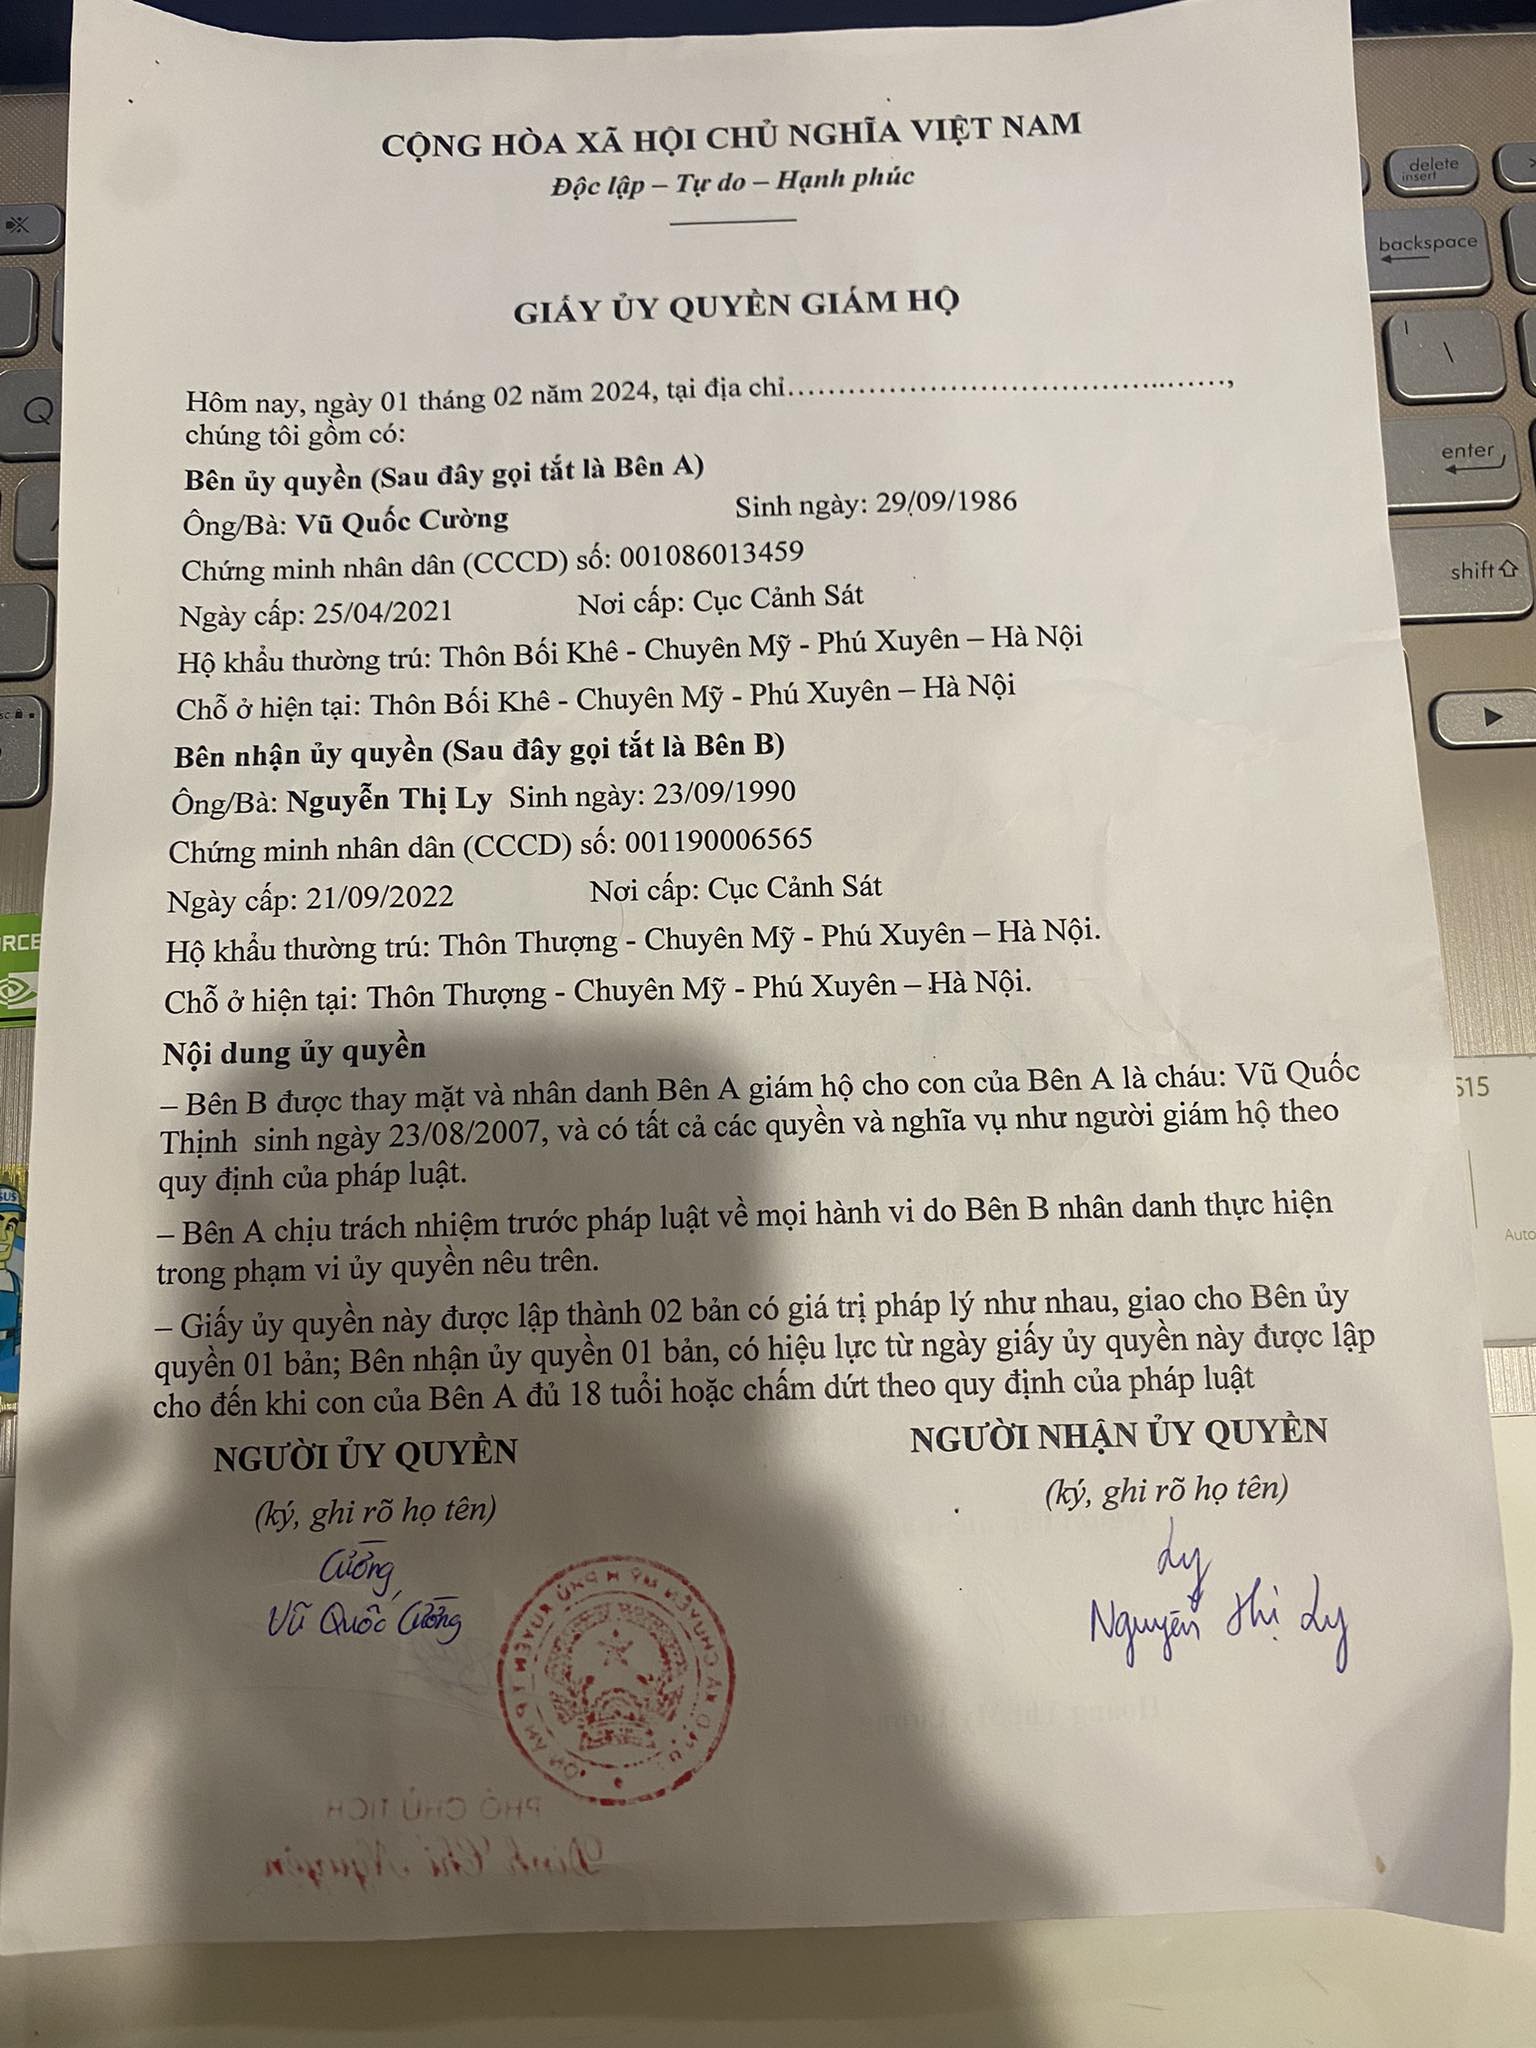 CỘNG HÒA XÃ HỘI CHỦ NGHĨA VIỆT NAM
Độc lập – Tự do – Hạnh phúc
GIẤY ỦY QUYỀN GIÁM HỘ
Hôm nay, ngày 01 tháng 02 năm 2024, tại địa chỉ…………………………………..……,
chúng tôi gồm có:
Bên ủy quyền (Sau đây gọi tắt là Bên A)
Ông/Bà: Vũ Quốc Cường Sinh ngày: 29/09/1986
Chứng minh nhân dân (CCCD) số: 001086013459
Ngày cấp: 25/04/2021 Nơi cấp: Cục Cảnh Sát
Hộ khẩu thường trú: Thôn Bối Khê - Chuyên Mỹ - Phú Xuyên – Hà Nội
Chỗ ở hiện tại: Thôn Bối Khê - Chuyên Mỹ - Phú Xuyên – Hà Nội
Bên nhận ủy quyền (Sau đây gọi tắt là Bên B)
Ông/Bà: Nguyễn Thị Ly Sinh ngày: 23/09/1990
Chứng minh nhân dân (CCCD) số: 001190006565
Ngày cấp: 21/09/2022 Nơi cấp: Cục Cảnh Sát
Hộ khẩu thường trú: Thôn Thượng - Chuyên Mỹ - Phú Xuyên – Hà Nội.
Chỗ ở hiện tại: Thôn Thượng - Chuyên Mỹ - Phú Xuyên – Hà Nội.
Nội dung ủy quyền
– Bên B được thay mặt và nhân danh Bên A giám hộ cho con của Bên A là cháu: Vũ Quốc
Thịnh sinh ngày 23/08/2007, và có tất cả các quyền và nghĩa vụ như người giám hộ theo
quy định của pháp luật.
– Bên A chịu trách nhiệm trước pháp luật về mọi hành vi do Bên B nhân danh thực hiện
trong phạm vi ủy quyền nêu trên.
– Giấy ủy quyền này được lập thành 02 bản có giá trị pháp lý như nhau, giao cho Bên ủy
quyền 01 bản; Bên nhận ủy quyền 01 bản, có hiệu lực từ ngày giấy ủy quyền này được lập
cho đến khi con của Bên A đủ 18 tuổi hoặc chấm dứt theo quy định của pháp luật
NGƯỜI ỦY QUYỀN NGƯỜI NHẬN ỦY QUYỀN
(ký, ghi rõ họ tên) (ký, ghi rõ họ tên)
Cường Ly
Vũ Quốc Cường Nguyễn Thị Ly
PHÓ CHỦ TỊCH
Đinh Chí Nguyện
delete
insert
backspace
\
enter
shift
Q
S15
Auto